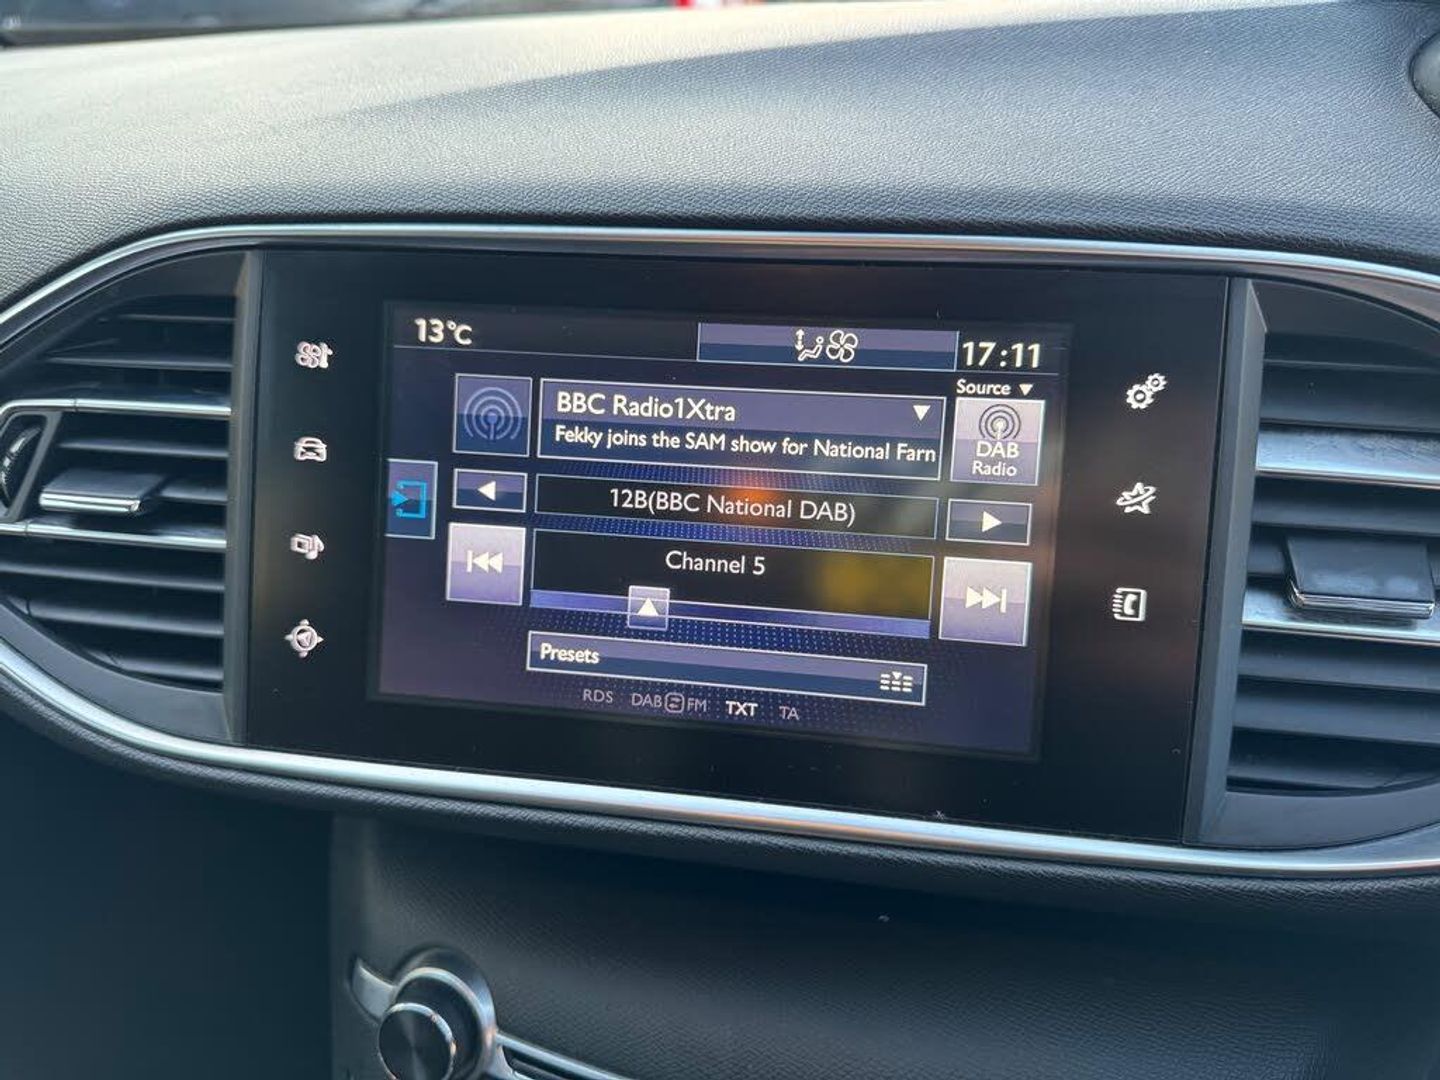 13°C
17:11
Source
BBC Radio1Xtra
Fekky joins the SAM show for National Farn
DAB
Radio
12B(BBC National DAB)
Channel 5
Presets
RDS DAB FM TXT TA